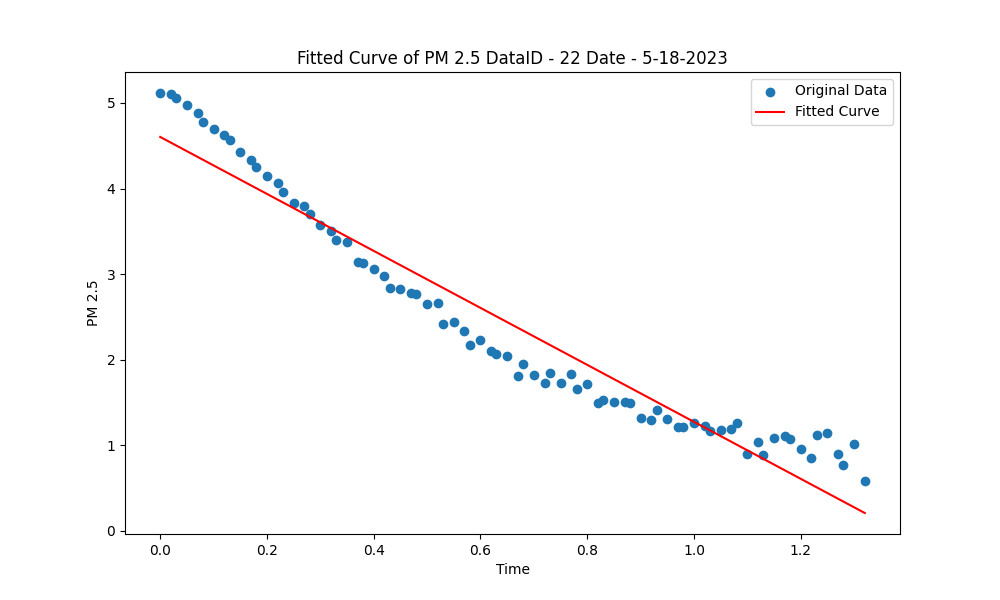 Fitted Curve of PM 2.5 DataID - 22 Date - 5-18-2023
Original Data
Fitted Curve
5
4
3
2
1
0
PM 2.5
0.0 0.2 0.4 0.6 0.8 1.0 1.2
Time